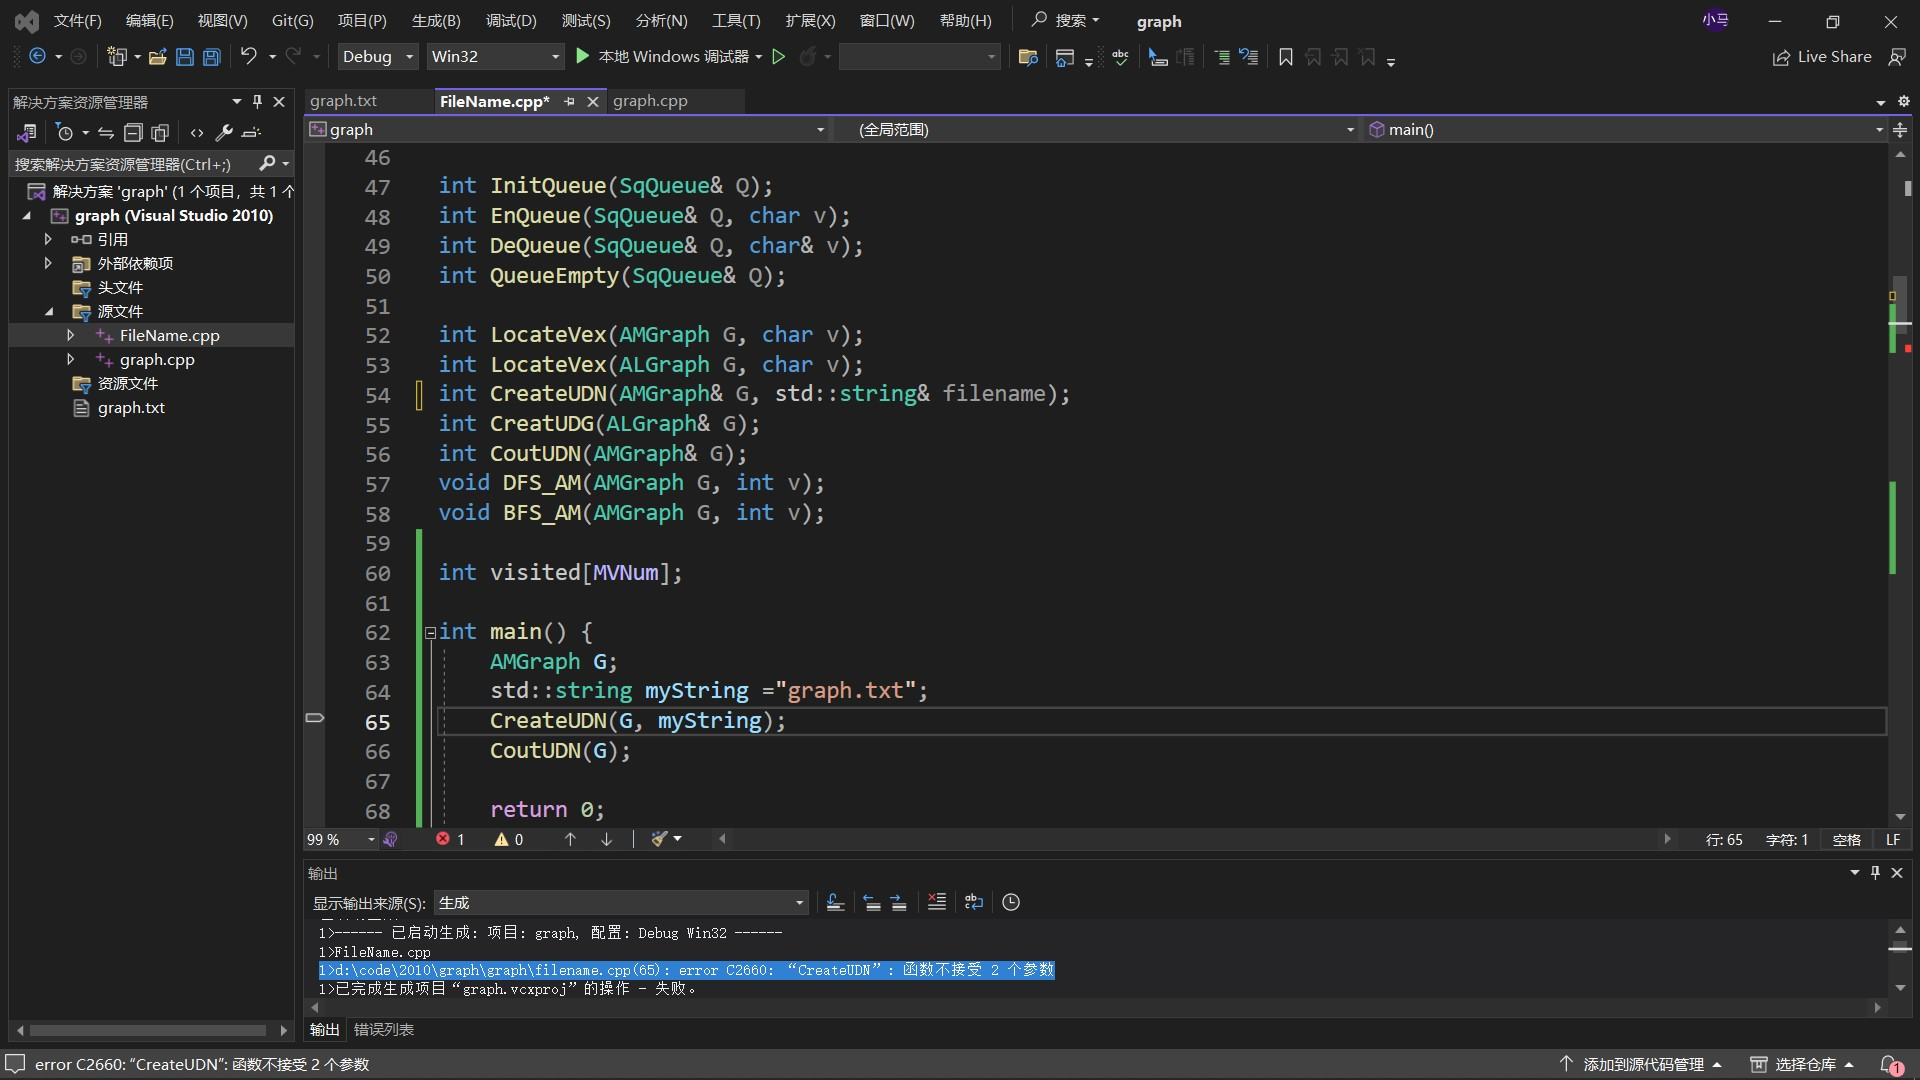 文件(F) 编辑(E) 视图(V) Git(G) 项目(P) 生成(B) 调试(D) 测试(S) 分析(N) 工具(T) 扩展(X) 窗口(W) 帮助(H) 搜索 graph 小马
Debug Win32 本地 Windows 调试器 Live Share
解决方案资源管理器
搜索解决方案资源管理器(Ctrl+;)
解决方案 'graph' (1 个项目, 共 1 个
graph (Visual Studio 2010)
引用
外部依赖项
头文件
源文件
FileName.cpp
graph.cpp
资源文件
graph.txt
graph.txt FileName.cpp* graph.cpp
graph (全局范围) main()
46
47 int InitQueue(SqQueue& Q);
48 int EnQueue(SqQueue& Q, char v);
49 int DeQueue(SqQueue& Q, char& v);
50 int QueueEmpty(SqQueue& Q);
51
52 int LocateVex(AMGraph G, char v);
53 int LocateVex(ALGraph G, char v);
54 int CreateUDN(AMGraph& G, std::string& filename);
55 int CreatUDG(ALGraph& G);
56 int CoutUDN(AMGraph& G);
57 void DFS_AM(AMGraph G, int v);
58 void BFS_AM(AMGraph G, int v);
59
60 int visited[MVNum];
61
62 int main() {
63 AMGraph G;
64 std::string myString ="graph.txt";
65 CreateUDN(G, myString);
66 CoutUDN(G);
67
68 return 0;
99 % 1 0 行: 65 字符: 1 空格 LF
输出
显示输出来源(S): 生成
1>------ 已启动生成: 项目: graph, 配置: Debug Win32 ------
1>FileName.cpp
1>d:\code\2010\graph\graph\filename.cpp(65): error C2660: “CreateUDN”: 函数不接受 2 个参数
1>已完成生成项目“graph.vcxproj”的操作 - 失败。
输出 错误列表
error C2660: “CreateUDN”: 函数不接受 2 个参数 添加到源代码管理 选择仓库 1